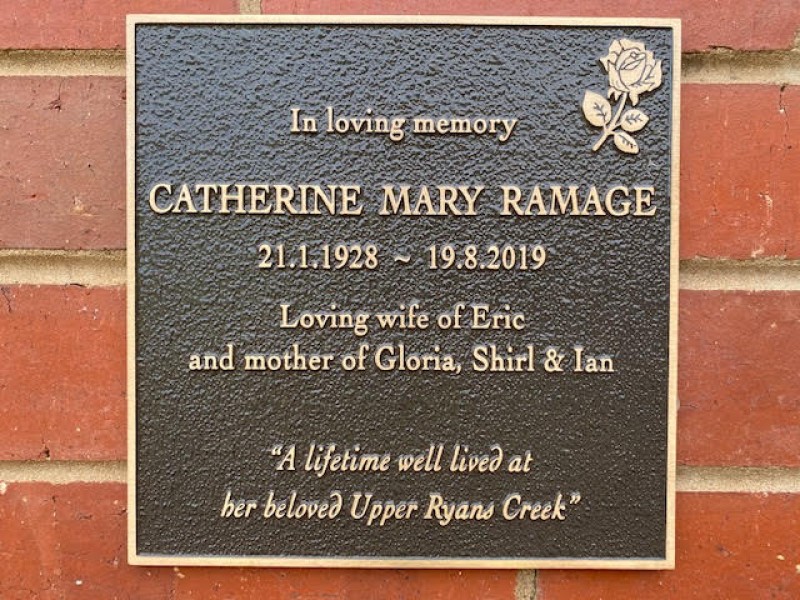 In loving memory
CATHERINE MARY RAMAGE
21.1.1928 ~ 19.8.2019
Loving wife of Eric
and mother of Gloria, Shirl & Ian
“A lifetime well lived at
her beloved Upper Ryans Creek”